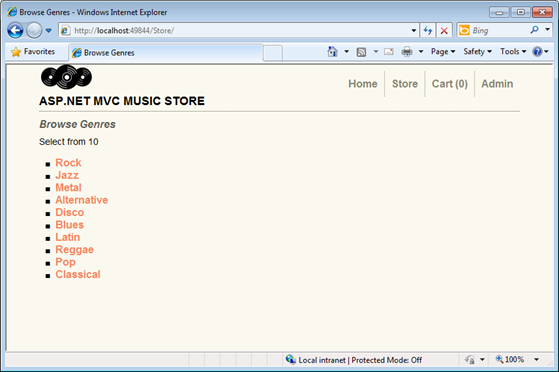 Browse Genres - Windows Internet Explorer
http://localhost:49844/Store/
Bing
Favorites
Browse Genres
Page
Safety
Tools
Home
Store
Cart (0)
Admin
ASP.NET MVC MUSIC STORE
Browse Genres
Select from 10
Rock
Jazz
Metal
Alternative
Disco
Blues
Latin
Reggae
Pop
Classical
Local intranet | Protected Mode: Off
100%